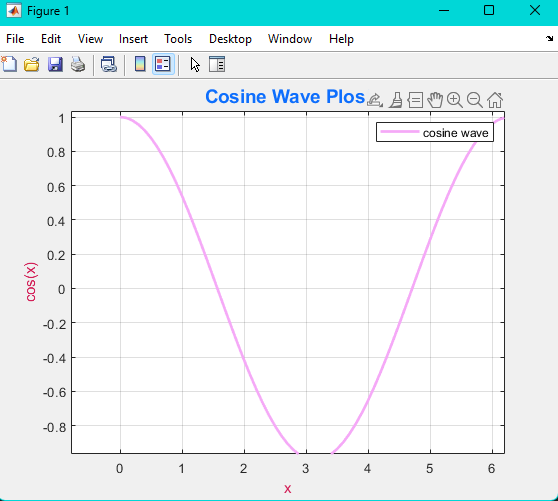 Figure 1
File Edit View Insert Tools Desktop Window Help
Cosine Wave Plos
cosine wave
1
0.8
0.6
0.4
0.2
0
-0.2
-0.4
-0.6
-0.8
cos(x)
0 1 2 3 4 5 6
x